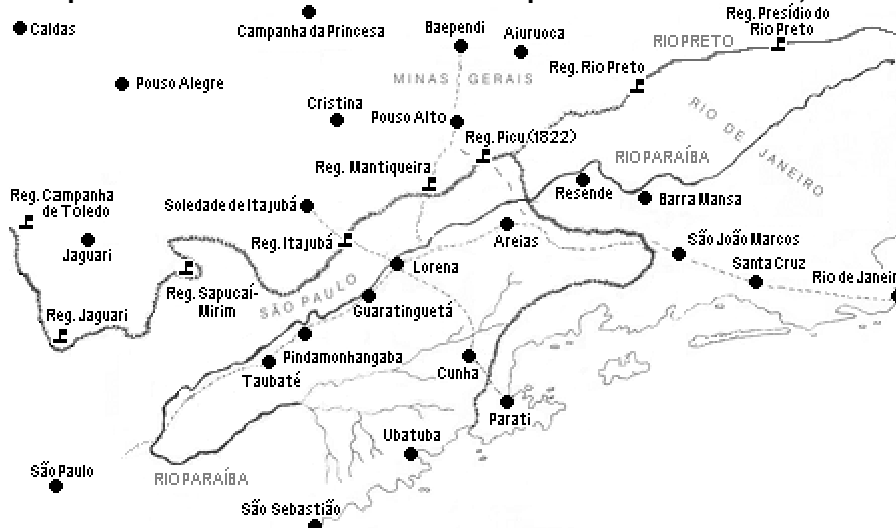 Reg. Presídio do
Rio Preto
Caldas
Campanha da Princesa
Baependi
Aiuruoca
RIO PRETO
Pouso Alegre
MINAS GERAIS
Reg. Rio Preto
Cristina
Pouso Alto
Reg. Picu (1822)
RIO DE JANEIRO
RIO PARAÍBA
Reg. Mantiqueira
Resende
Barra Mansa
Reg. Campanha
de Toledo
Soledade de Itajubá
Jaguari
Reg. Itajubá
Areias
São João Marcos
Lorena
Santa Cruz
Rio de Janeir
Reg. Sapucaí-
Mirim
SÃO PAULO
Guaratinguetá
Reg. Jaguari
Pindamonhangaba
Taubaté
Cunha
Parati
Ubatuba
São Paulo
RIO PARAÍBA
São Sebastião